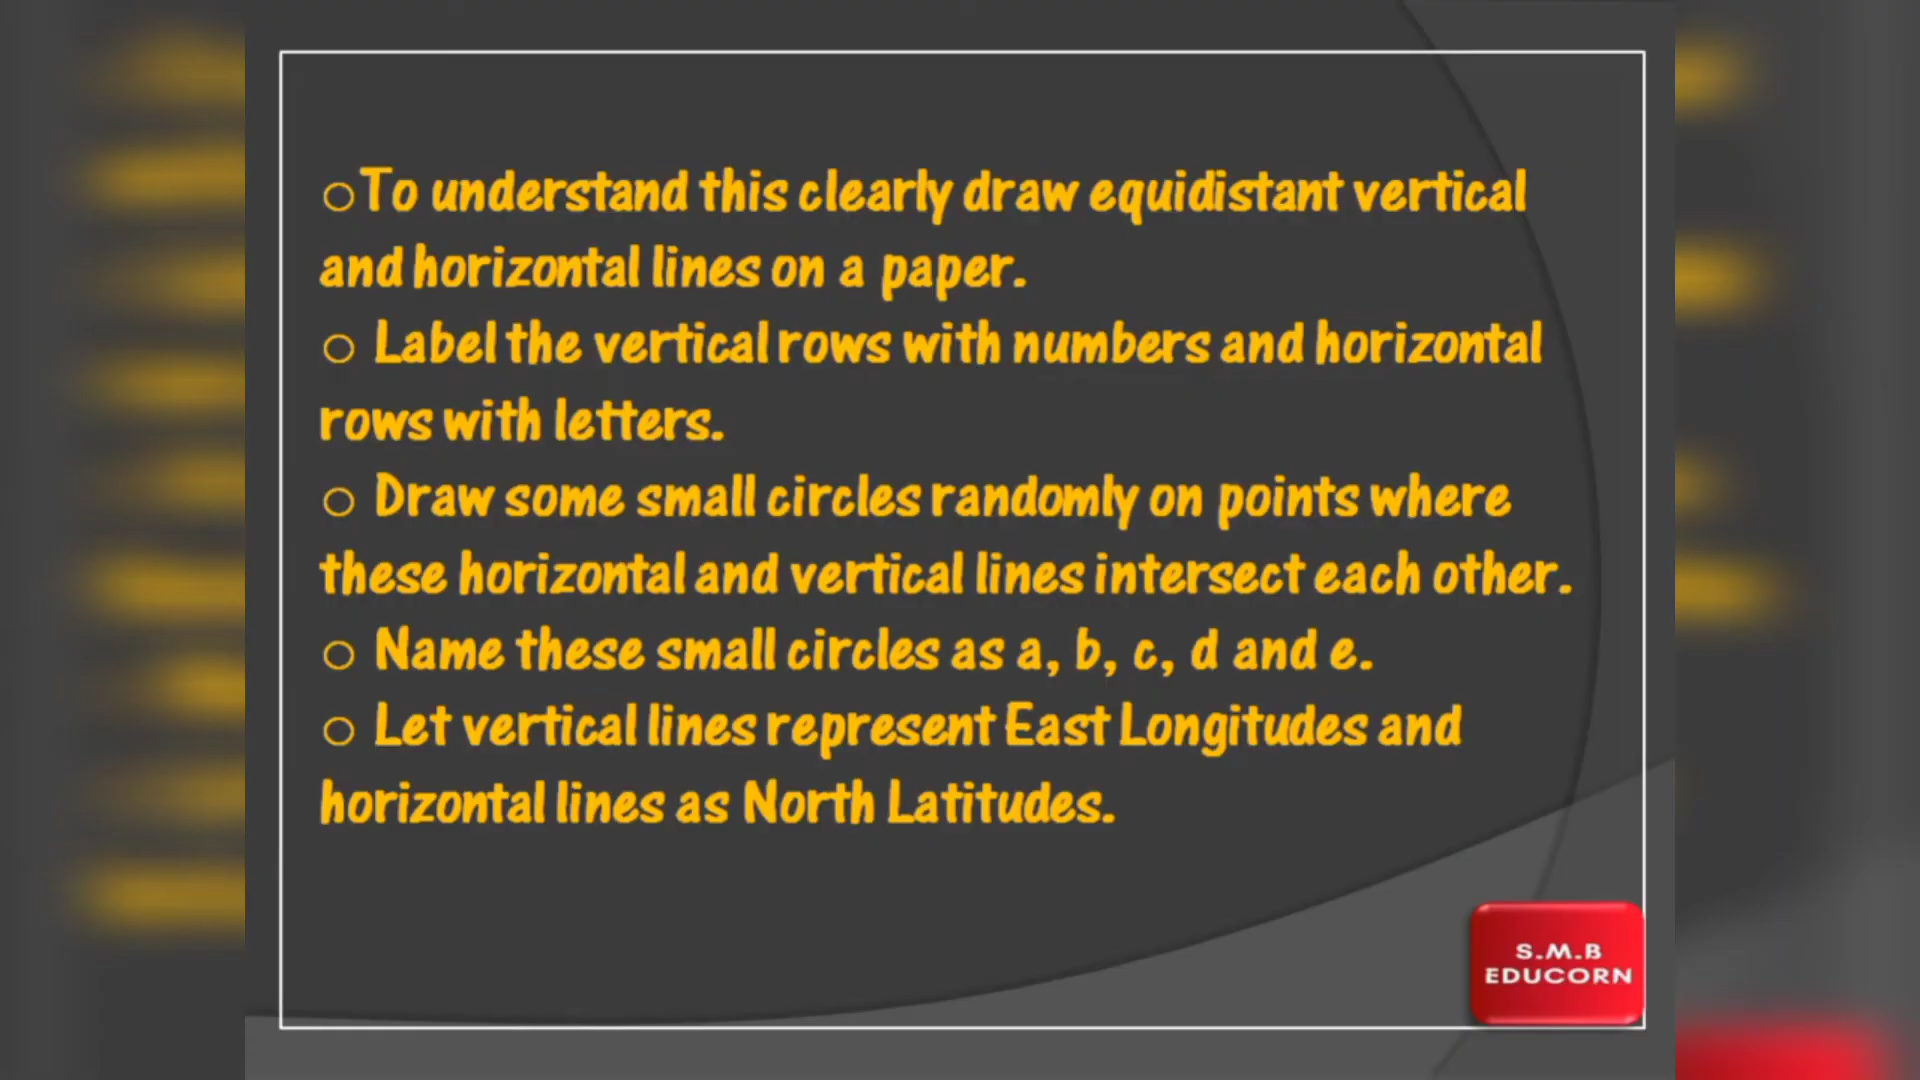 oTo understand this clearly draw equidistant vertical
and horizontal lines on a paper.
o Label the vertical rows with numbers and horizontal
rows with letters.
o Draw some small circles randomly on points where
these horizontal and vertical lines intersect each other.
o Name these small circles as a, b, c, d and e.
o Let vertical lines represent East Longitudes and
horizontal lines as North Latitudes.
S.M.B
EDUCORN